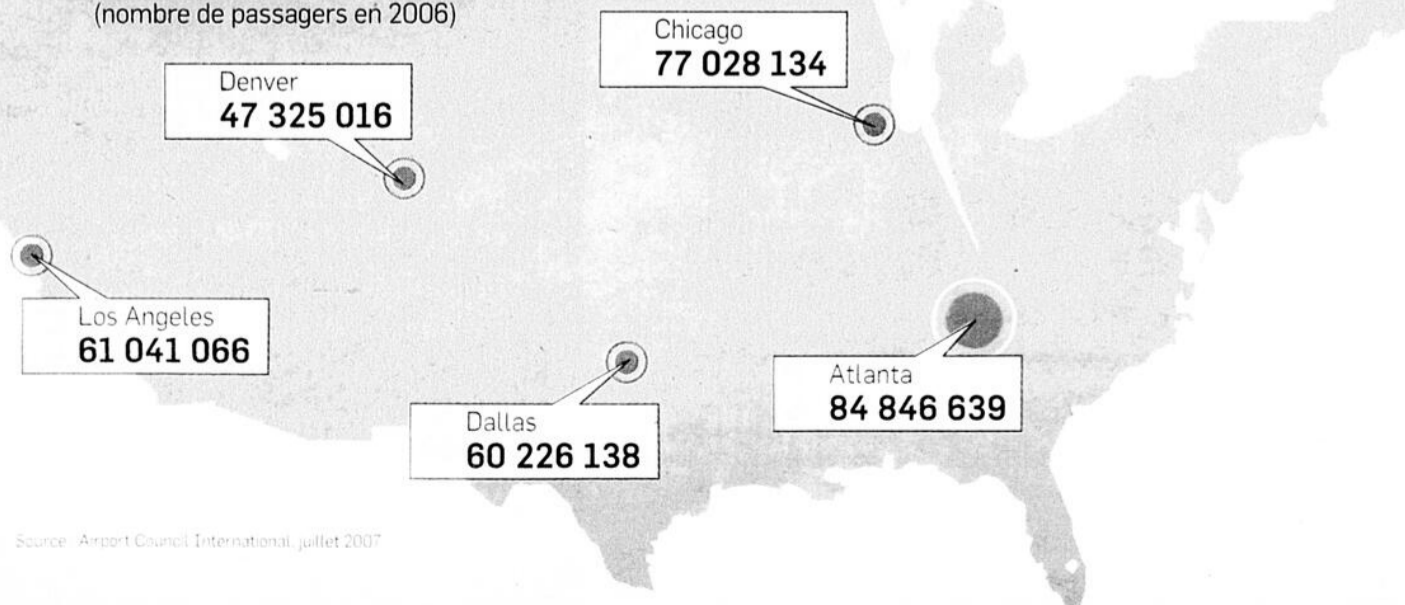 (nombre de passagers en 2006)
Chicago
77 028 134
Denver
47 325 016
Los Angeles
61 041 066
Dallas
60 226 138
Atlanta
84 846 639
Source : Airport Council International, juillet 2007